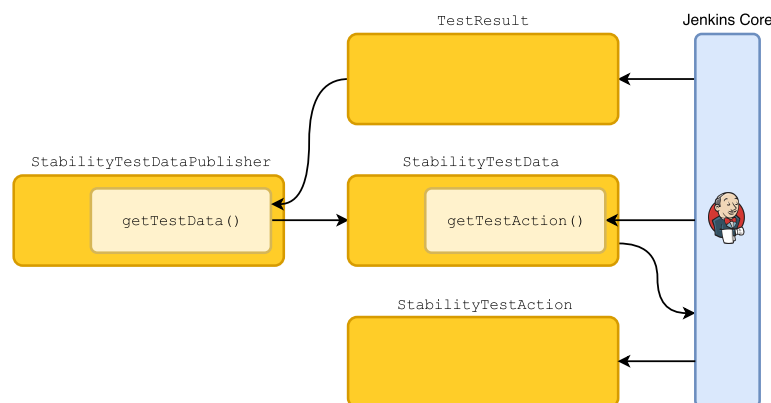 TestResult
Jenkins Core
StabilityTestDataPublisher
StabilityTestData
getTestData()
getTestAction()
StabilityTestAction